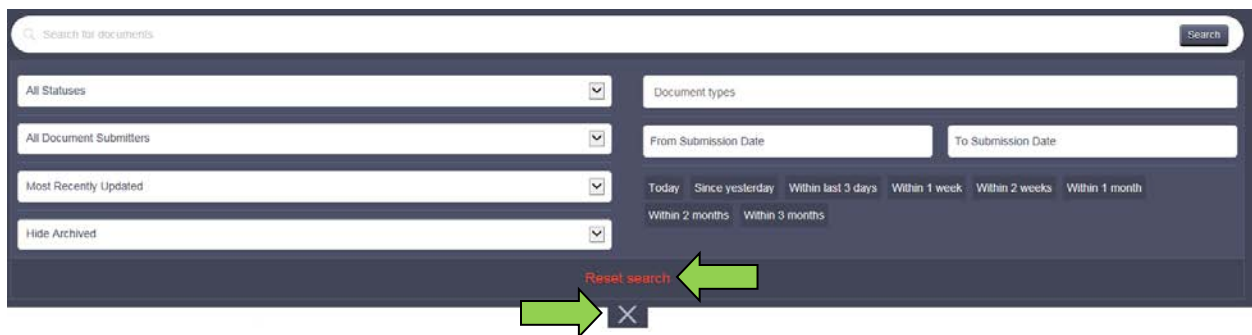 Search for documents
Search
All Statuses
Document types
All Document Submitters
From Submission Date
To Submission Date
Most Recently Updated
Today Since yesterday Within last 3 days Within 1 week Within 2 weeks Within 1 month
Within 2 months Within 3 months
Hide Archived
Reset search